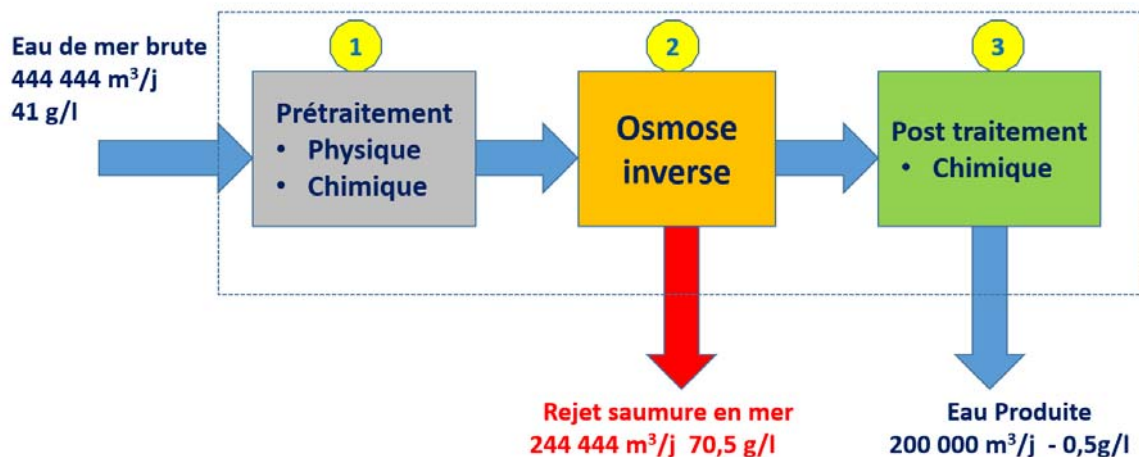 Eau de mer brute
444 444 m³/j
41 g/l
1
Prétraitement
• Physique
• Chimique
2
Osmose
inverse
3
Post traitement
• Chimique
Rejet saumure en mer
244 444 m³/j 70,5 g/l
Eau Produite
200 000 m³/j - 0,5g/l